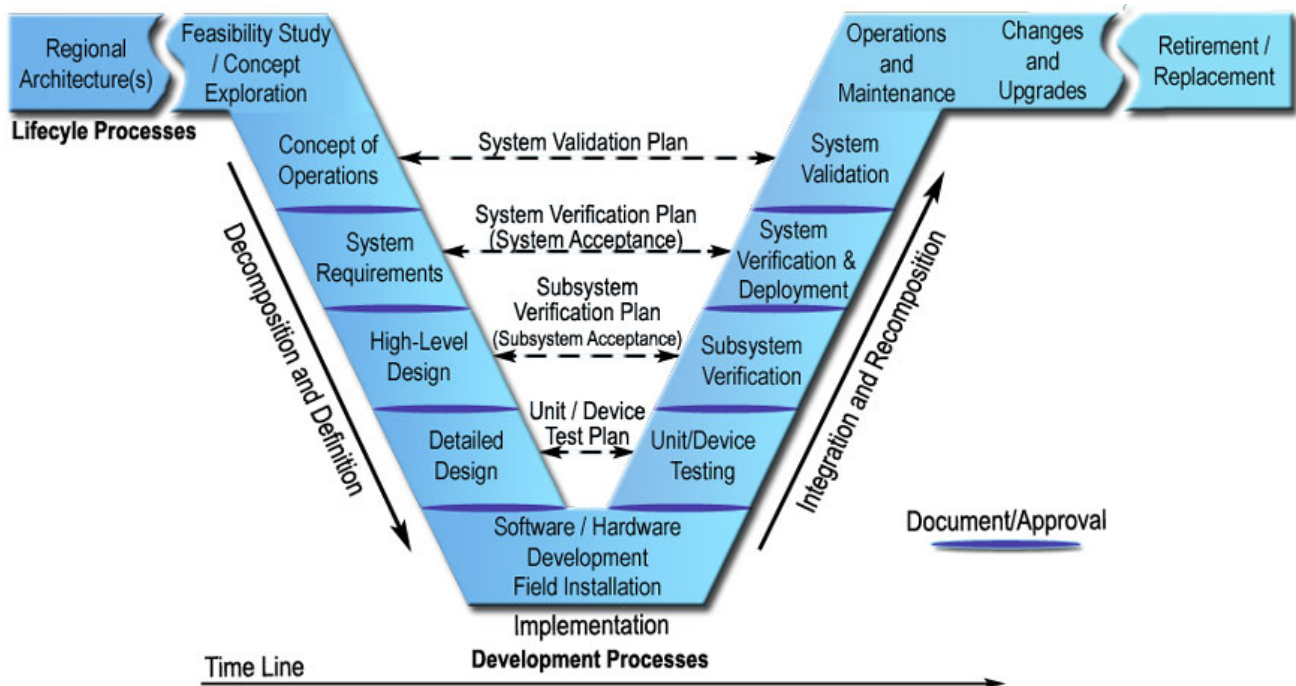 Regional
Architecture(s)
Feasibility Study
/ Concept
Exploration
Operations
and
Maintenance
Changes
and
Upgrades
Retirement /
Replacement
Lifecyle Processes
Concept of
Operations
System Validation Plan
System
Validation
System
Requirements
System Verification Plan
(System Acceptance)
System
Verification &
Deployment
High-Level
Design
Subsystem
Verification Plan
(Subsystem Acceptance)
Subsystem
Verification
Detailed
Design
Unit / Device
Test Plan
Unit/Device
Testing
Decomposition and Definition
Integration and Recomposition
Software / Hardware
Development
Field Installation
Document/Approval
Implementation
Development Processes
Time Line